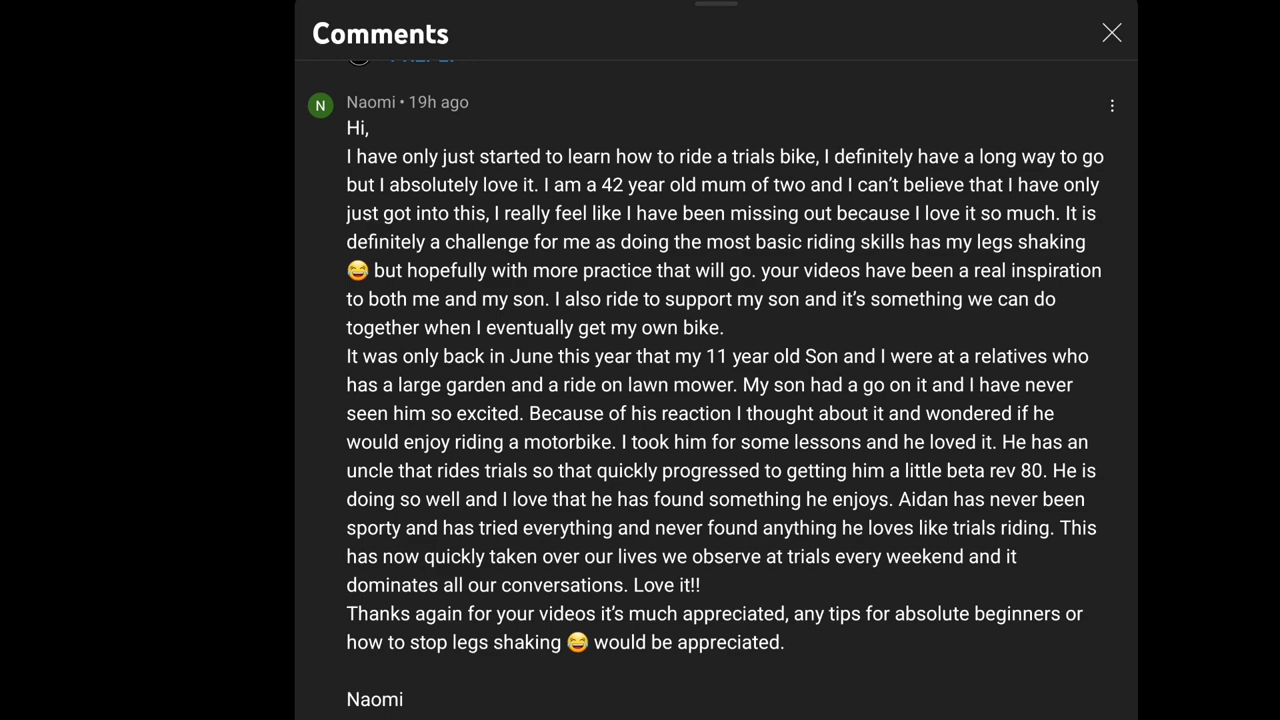 Comments
N
Naomi • 19h ago
Hi,
I have only just started to learn how to ride a trials bike, I definitely have a long way to go
but I absolutely love it. I am a 42 year old mum of two and I can’t believe that I have only
just got into this, I really feel like I have been missing out because I love it so much. It is
definitely a challenge for me as doing the most basic riding skills has my legs shaking
😂 but hopefully with more practice that will go. your videos have been a real inspiration
to both me and my son. I also ride to support my son and it’s something we can do
together when I eventually get my own bike.
It was only back in June this year that my 11 year old Son and I were at a relatives who
has a large garden and a ride on lawn mower. My son had a go on it and I have never
seen him so excited. Because of his reaction I thought about it and wondered if he
would enjoy riding a motorbike. I took him for some lessons and he loved it. He has an
uncle that rides trials so that quickly progressed to getting him a little beta rev 80. He is
doing so well and I love that he has found something he enjoys. Aidan has never been
sporty and has tried everything and never found anything he loves like trials riding. This
has now quickly taken over our lives we observe at trials every weekend and it
dominates all our conversations. Love it!!
Thanks again for your videos it’s much appreciated, any tips for absolute beginners or
how to stop legs shaking 😂 would be appreciated.
Naomi